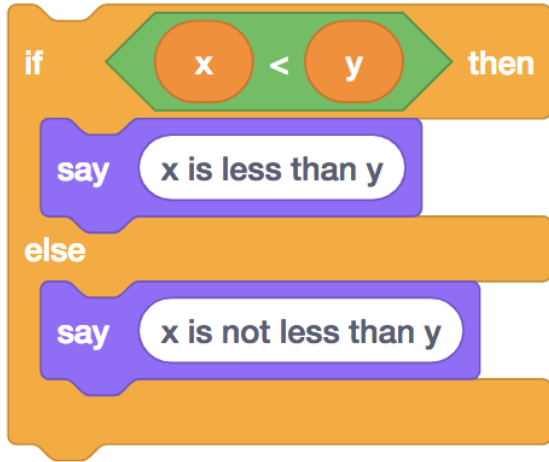 if x < y then
say x is less than y
else
say x is not less than y